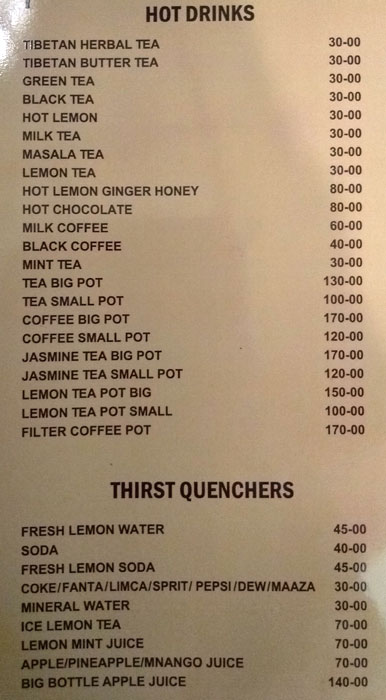 HOT DRINKS
TIBETAN HERBAL TEA 30-00
TIBETAN BUTTER TEA 30-00
GREEN TEA 30-00
BLACK TEA 30-00
HOT LEMON 30-00
MILK TEA 30-00
MASALA TEA 30-00
LEMON TEA 30-00
HOT LEMON GINGER HONEY 80-00
HOT CHOCOLATE 80-00
MILK COFFEE 60-00
BLACK COFFEE 40-00
MINT TEA 30-00
TEA BIG POT 130-00
TEA SMALL POT 100-00
COFFEE BIG POT 170-00
COFFEE SMALL POT 120-00
JASMINE TEA BIG POT 170-00
JASMINE TEA SMALL POT 120-00
LEMON TEA POT BIG 150-00
LEMON TEA POT SMALL 100-00
FILTER COFFEE POT 170-00
THIRST QUENCHERS
FRESH LEMON WATER 45-00
SODA 40-00
FRESH LEMON SODA 45-00
COKE/FANTA/LIMCA/SPRIT/ PEPSI/DEW/MAAZA 30-00
MINERAL WATER 30-00
ICE LEMON TEA 70-00
LEMON MINT JUICE 70-00
APPLE/PINEAPPLE/MNANGO JUICE 70-00
BIG BOTTLE APPLE JUICE 140-00